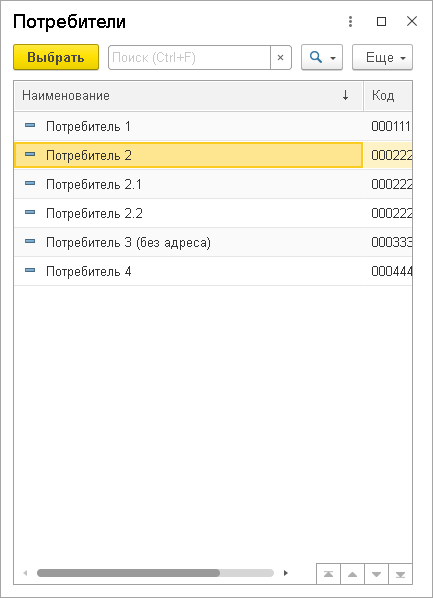 Потребители
Выбрать
Поиск (Ctrl+F)
×
Еще
Наименование ↓ Код
Потребитель 1 000111
Потребитель 2 000222
Потребитель 2.1 000222
Потребитель 2.2 000222
Потребитель 3 (без адреса) 000333
Потребитель 4 000444